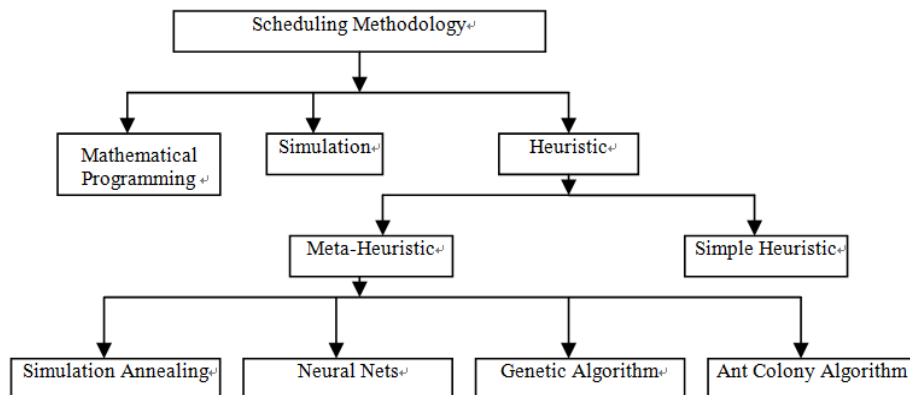 Scheduling Methodology
Mathematical
Programming
Simulation
Heuristic
Meta-Heuristic
Simple Heuristic
Simulation Annealing
Neural Nets
Genetic Algorithm
Ant Colony Algorithm